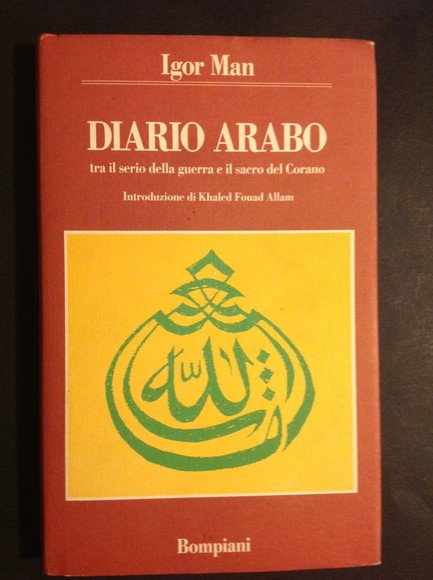 Igor Man
DIARIO ARABO
tra il serio della guerra e il sacro del Corano
Introduzione di Khaled Fouad Allam
الله
Bompiani